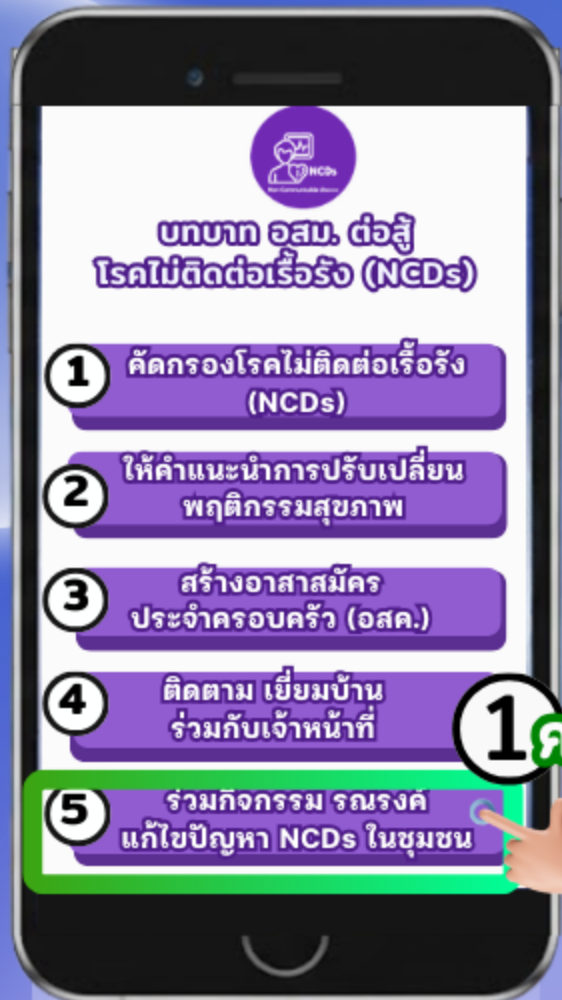 NCDs
Non-Communicable disease
บทบาท อสม. ต่อสู้
โรคไม่ติดต่อเรื้อรัง (NCDs)
1
คัดกรองโรคไม่ติดต่อเรื้อรัง
(NCDs)
2
ให้คำแนะนำการปรับเปลี่ยน
พฤติกรรมสุขภาพ
3
สร้างอาสาสมัคร
ประจำครอบครัว (อสค.)
4
ติดตาม เยี่ยมบ้าน
ร่วมกับเจ้าหน้าที่
1
5
ร่วมกิจกรรม รณรงค์
แก้ไขปัญหา NCDs ในชุมชน